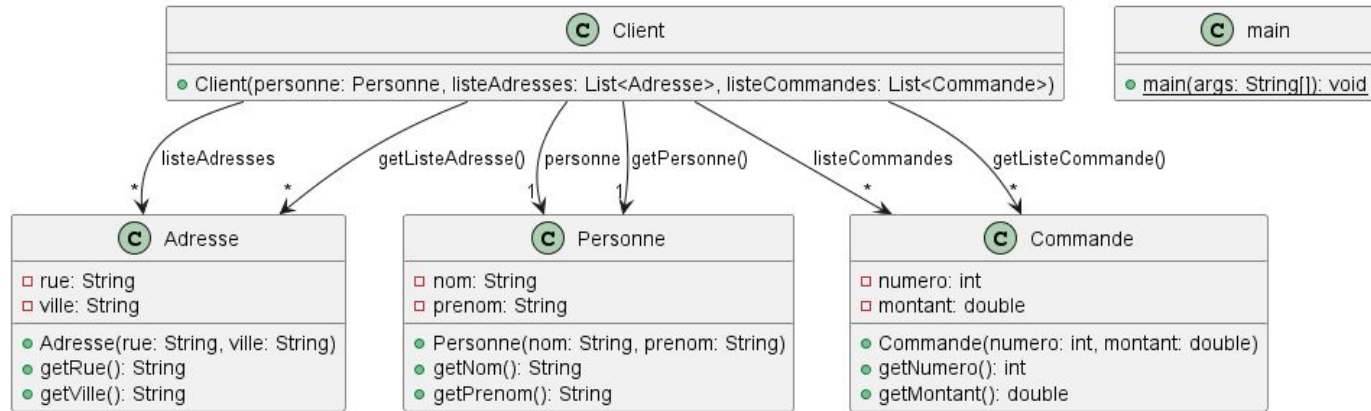 C Client
Client(personne: Personne, listeAdresses: List<Adresse>, listeCommandes: List<Commande>)
C main
main(args: String[]): void
listeAdresses
getListeAdresse()
personne
getPersonne()
listeCommandes
getListeCommande()
*
*
1
1
*
*
C Adresse
rue: String
ville: String
Adresse(rue: String, ville: String)
getRue(): String
getVille(): String
C Personne
nom: String
prenom: String
Personne(nom: String, prenom: String)
getNom(): String
getPrenom(): String
C Commande
numero: int
montant: double
Commande(numero: int, montant: double)
getNumero(): int
getMontant(): double